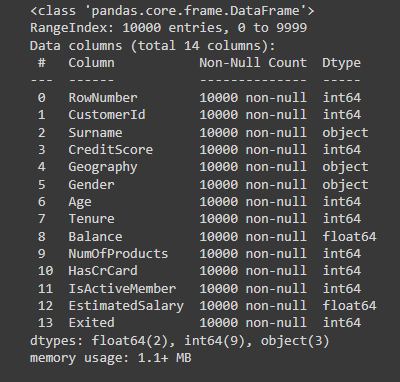 <class 'pandas.core.frame.DataFrame'>
RangeIndex: 10000 entries, 0 to 9999
Data columns (total 14 columns):
 #   Column           Non-Null Count  Dtype
---  ------           --------------  -----
 0   RowNumber        10000 non-null  int64
 1   CustomerId       10000 non-null  int64
 2   Surname          10000 non-null  object
 3   CreditScore      10000 non-null  int64
 4   Geography        10000 non-null  object
 5   Gender           10000 non-null  object
 6   Age              10000 non-null  int64
 7   Tenure           10000 non-null  int64
 8   Balance          10000 non-null  float64
 9   NumOfProducts    10000 non-null  int64
 10  HasCrCard        10000 non-null  int64
 11  IsActiveMember   10000 non-null  int64
 12  EstimatedSalary  10000 non-null  float64
 13  Exited           10000 non-null  int64
dtypes: float64(2), int64(9), object(3)
memory usage: 1.1+ MB